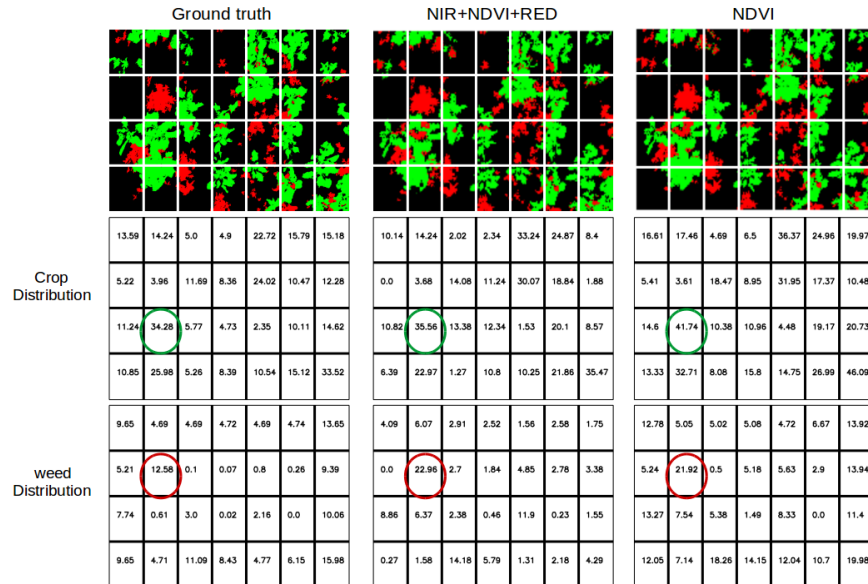 Ground truth NIR+NDVI+RED NDVI
Crop
Distribution
13.59 14.24 5.0 4.9 22.72 15.79 15.18 10.14 14.24 2.02 2.34 33.24 24.87 8.4 16.61 17.46 4.69 6.5 36.37 24.96 19.97
5.22 3.96 11.69 8.36 24.02 10.47 12.28 0.0 3.68 14.08 11.24 30.07 18.84 1.88 5.41 3.61 18.47 8.95 31.95 17.37 10.48
11.24 34.28 5.77 4.73 2.35 10.11 14.62 10.82 35.56 13.38 12.34 1.53 20.1 8.57 14.6 41.74 10.38 10.96 4.48 19.17 20.73
10.85 25.98 5.26 8.39 10.54 15.12 33.52 6.39 22.97 1.27 10.8 10.25 21.86 35.47 13.33 32.71 8.08 15.8 14.75 26.99 46.09
weed
Distribution
9.65 4.69 4.69 4.72 4.69 4.74 13.65 4.09 6.07 2.91 2.52 1.56 2.58 1.75 12.78 5.05 5.02 5.08 4.72 6.67 13.92
5.21 12.58 0.1 0.07 0.8 0.26 9.39 0.0 22.96 2.7 1.84 4.85 2.78 3.38 5.24 21.92 0.5 5.18 5.63 2.9 13.94
7.74 0.61 3.0 0.02 2.16 0.0 10.06 8.86 6.37 2.38 0.46 11.9 0.23 1.55 13.27 7.54 5.38 1.49 8.33 0.0 11.4
9.65 4.71 11.09 8.43 4.77 6.15 15.98 0.27 1.58 14.18 5.79 1.31 2.18 4.29 12.05 7.14 18.26 14.15 12.04 10.7 19.98